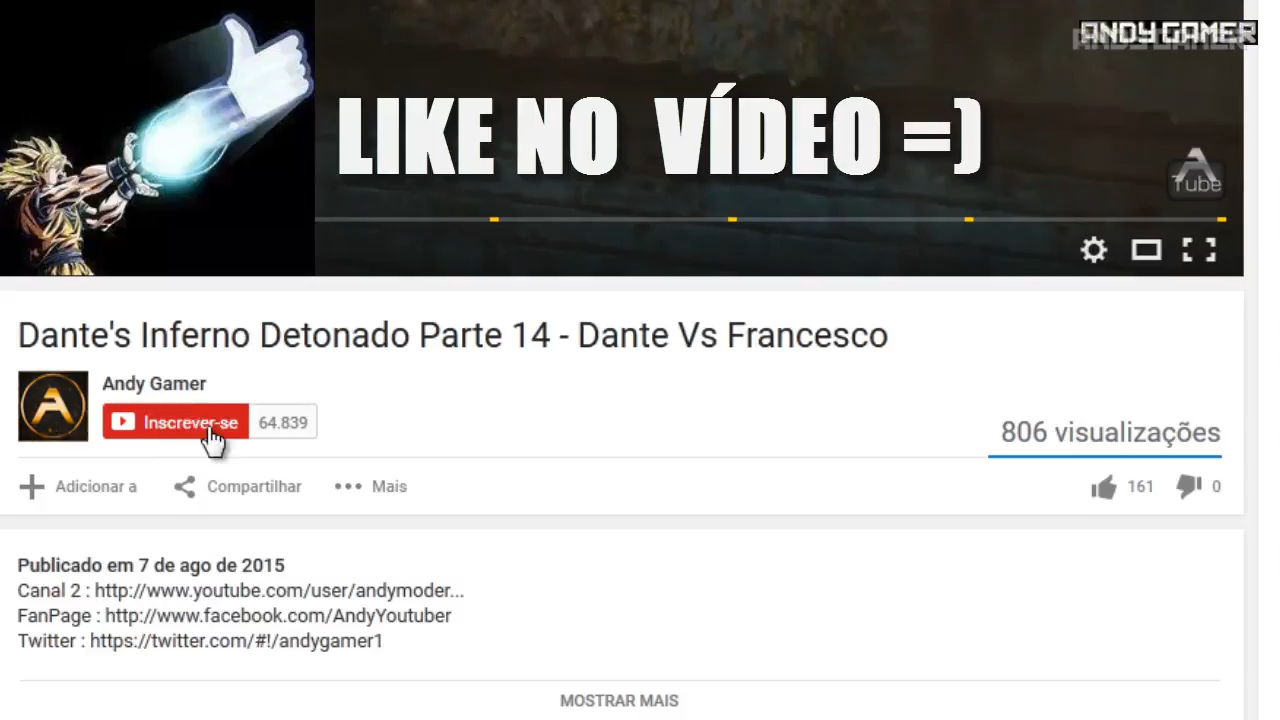 ANDY GAMER
LIKE NO VÍDEO =)
A
Tube
Dante's Inferno Detonado Parte 14 - Dante Vs Francesco
A
Andy Gamer
Inscrever-se 64.839
806 visualizações
Adicionar a Compartilhar Mais 161 0
Publicado em 7 de ago de 2015
Canal 2 : http://www.youtube.com/user/andymoder...
FanPage : http://www.facebook.com/AndyYoutuber
Twitter : https://twitter.com/#!/andygamer1
MOSTRAR MAIS